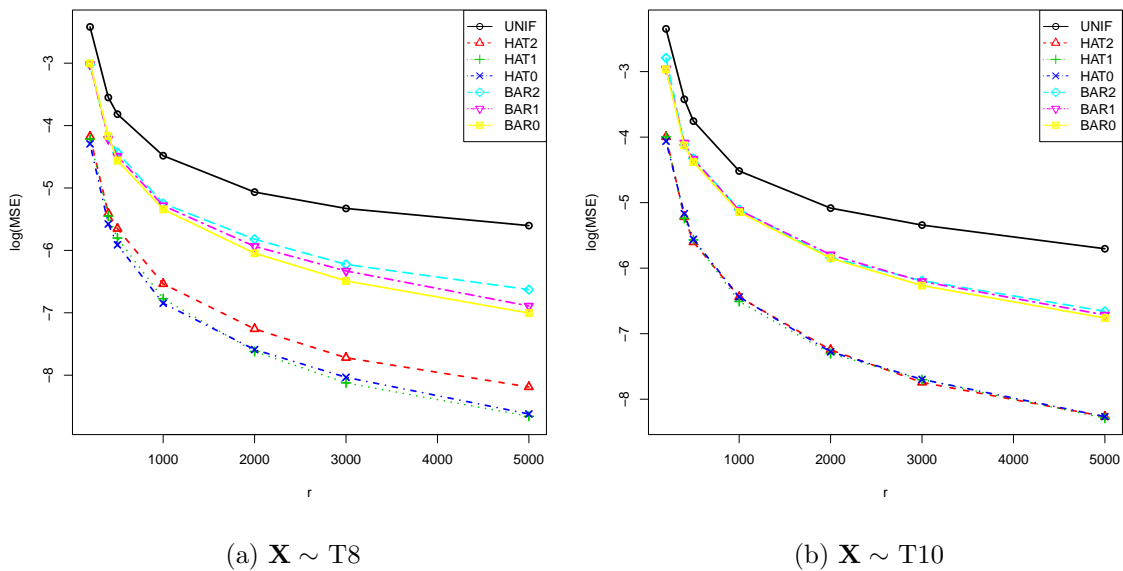 UNIF
HAT2
HAT1
HAT0
BAR2
BAR1
BAR0
log(MSE)
-3
-4
-5
-6
-7
-8
1000 2000 3000 4000 5000
r
(a) X ∼ T8
UNIF
HAT2
HAT1
HAT0
BAR2
BAR1
BAR0
log(MSE)
-3
-4
-5
-6
-7
-8
1000 2000 3000 4000 5000
r
(b) X ∼ T10